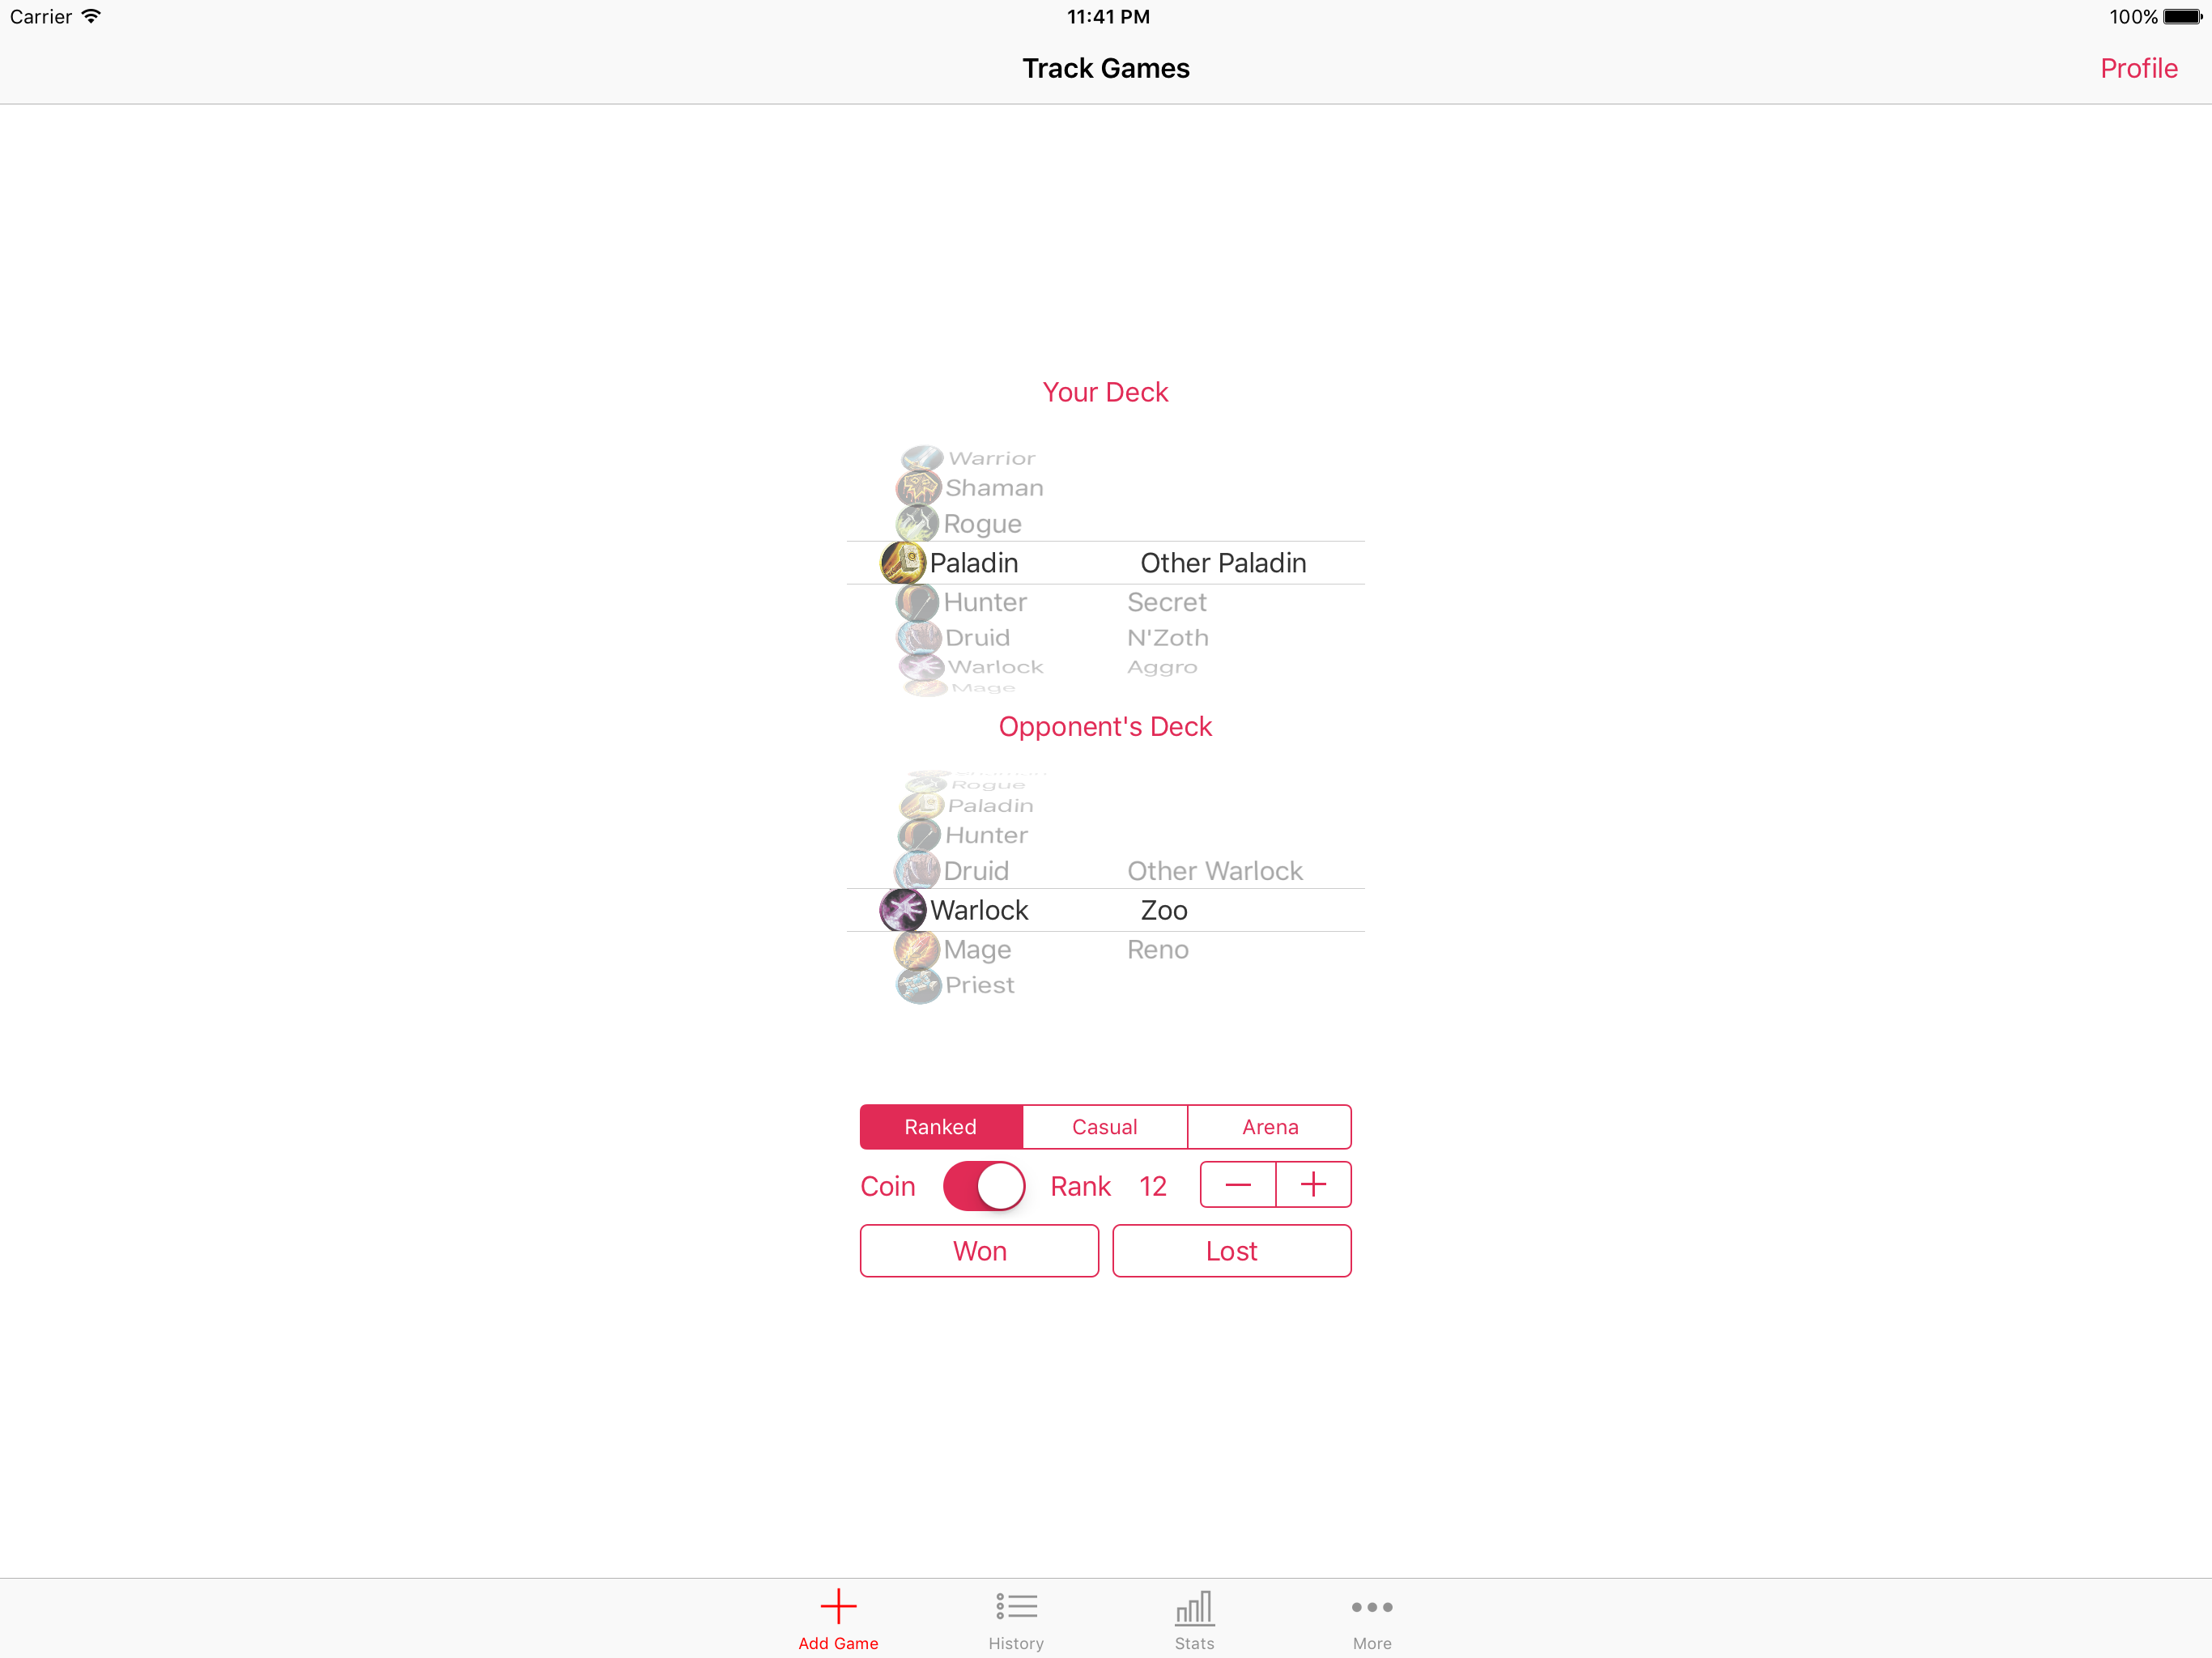 Carrier 11:41 PM 100%
Track Games Profile
Your Deck
Warrior
Shaman
Rogue
Paladin Other Paladin
Hunter Secret
Druid N'Zoth
Warlock Aggro
Mage
Opponent's Deck
Rogue
Paladin
Hunter
Druid Other Warlock
Warlock Zoo
Mage Reno
Priest
Ranked Casual Arena
Coin Rank 12 — +
Won Lost
Add Game History Stats More